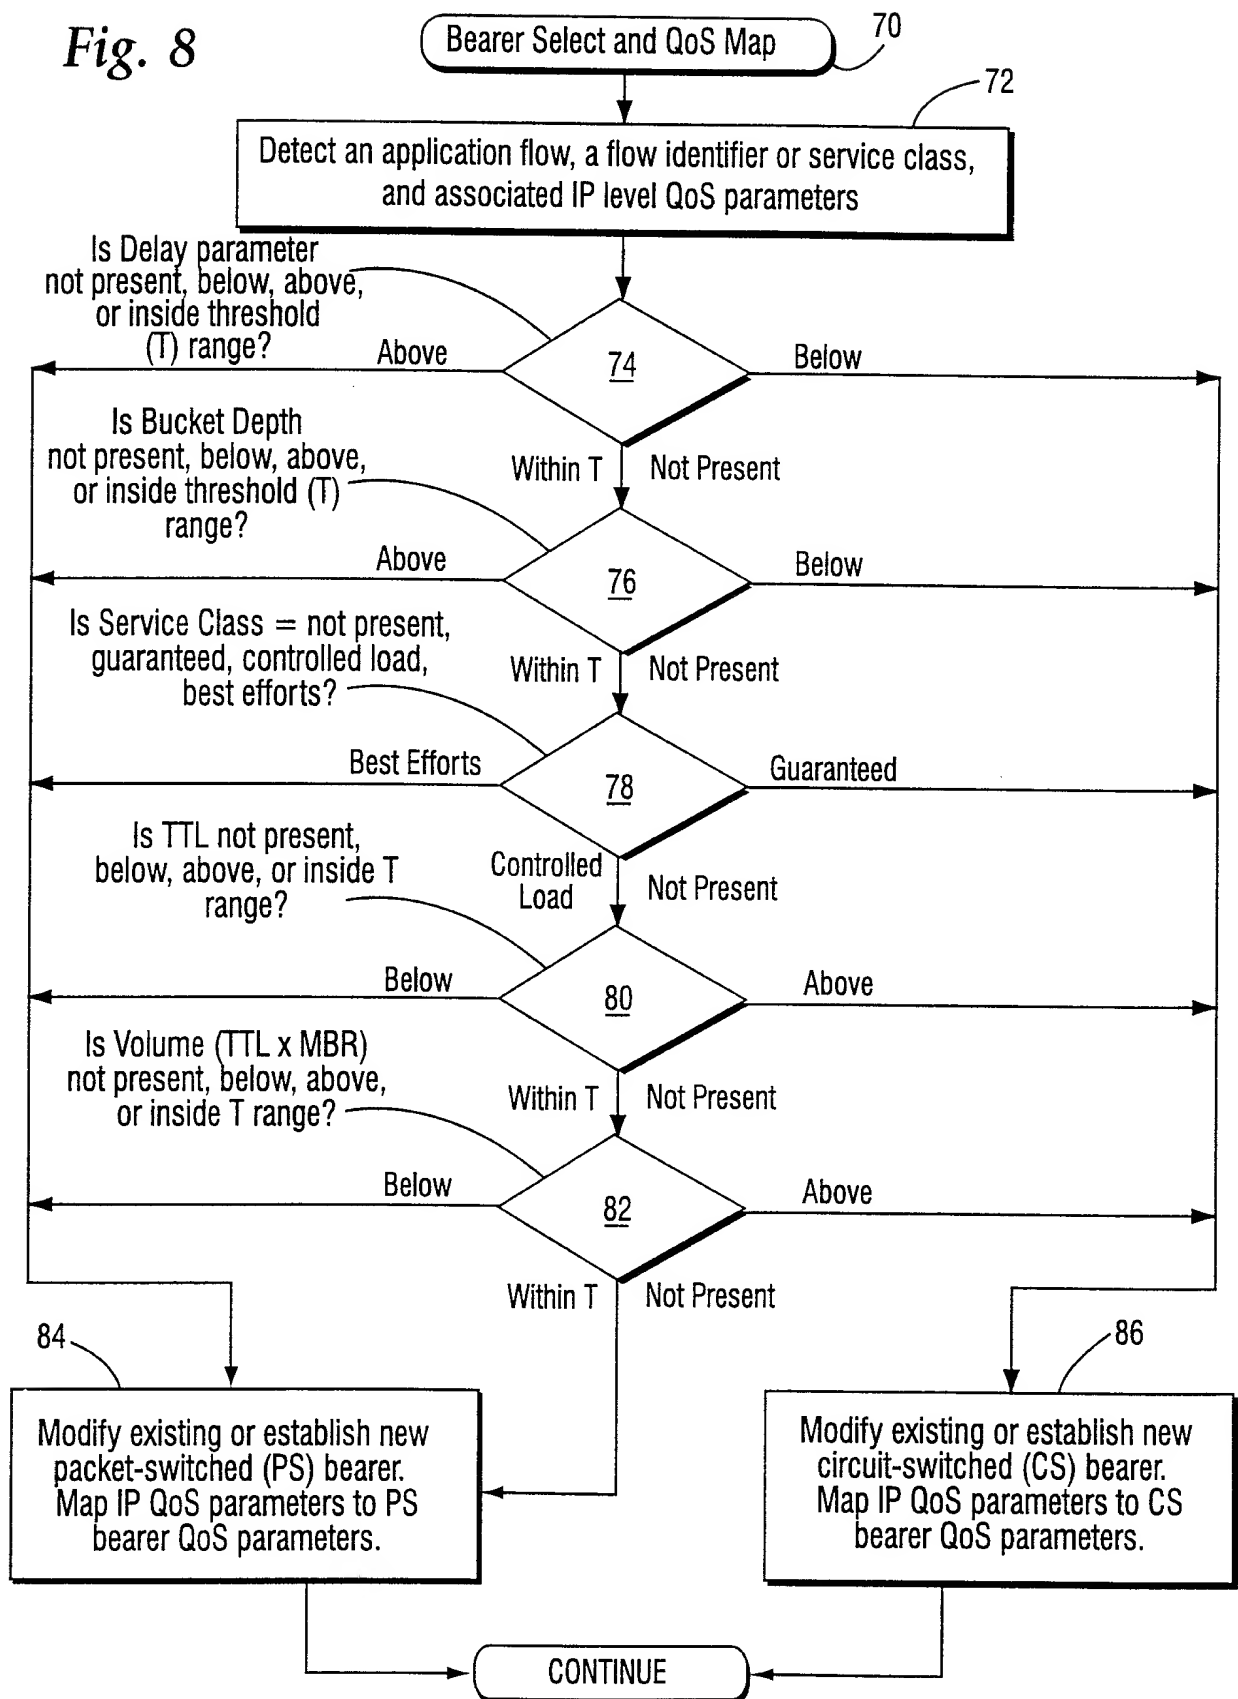 Fig. 8
Bearer Select and QoS Map
70
72
Detect an application flow, a flow identifier or service class,
and associated IP level QoS parameters
Is Delay parameter
not present, below, above,
or inside threshold
(T) range?
Above
74
Below
Within T
Not Present
Is Bucket Depth
not present, below, above,
or inside threshold (T)
range?
Above
76
Below
Within T
Not Present
Is Service Class = not present,
guaranteed, controlled load,
best efforts?
Best Efforts
78
Guaranteed
Controlled
Load
Not Present
Is TTL not present,
below, above, or inside T
range?
Below
80
Above
Within T
Not Present
Is Volume (TTL x MBR)
not present, below, above,
or inside T range?
Below
82
Above
Within T
Not Present
84
Modify existing or establish new
packet-switched (PS) bearer.
Map IP QoS parameters to PS
bearer QoS parameters.
86
Modify existing or establish new
circuit-switched (CS) bearer.
Map IP QoS parameters to CS
bearer QoS parameters.
CONTINUE